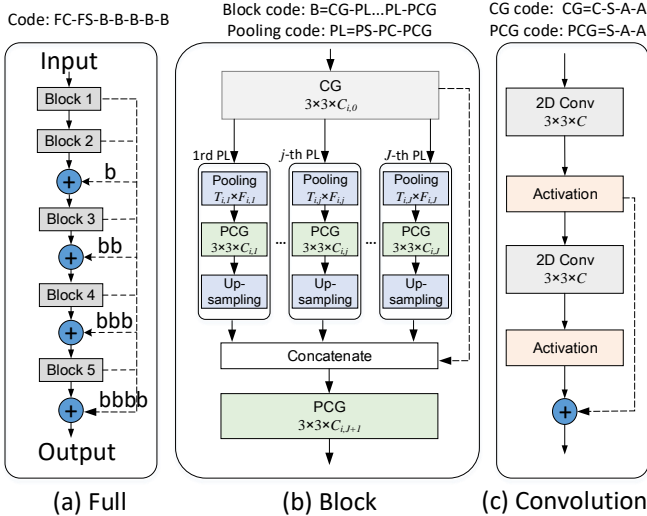 Code: FC-FS-B-B-B-B-B
Input
Block 1
Block 2
+
b
Block 3
+
bb
Block 4
+
bbb
Block 5
+
bbbb
Output
(a) Full
Block code: B=CG-PL...PL-PCG
Pooling code: PL=PS-PC-PCG
CG
3×3×C_{i,0}
1rd PL
j-th PL
J-th PL
Pooling
T_{i,1}×F_{i,1}
PCG
3×3×C_{i,1}
Up-
sampling
...
Pooling
T_{i,j}×F_{i,j}
PCG
3×3×C_{i,j}
Up-
sampling
...
Pooling
T_{i,J}×F_{i,J}
PCG
3×3×C_{i,J}
Up-
sampling
Concatenate
PCG
3×3×C_{i,J+1}
(b) Block
CG code: CG=C-S-A-A
PCG code: PCG=S-A-A
2D Conv
3×3×C
Activation
2D Conv
3×3×C
Activation
+
(c) Convolution